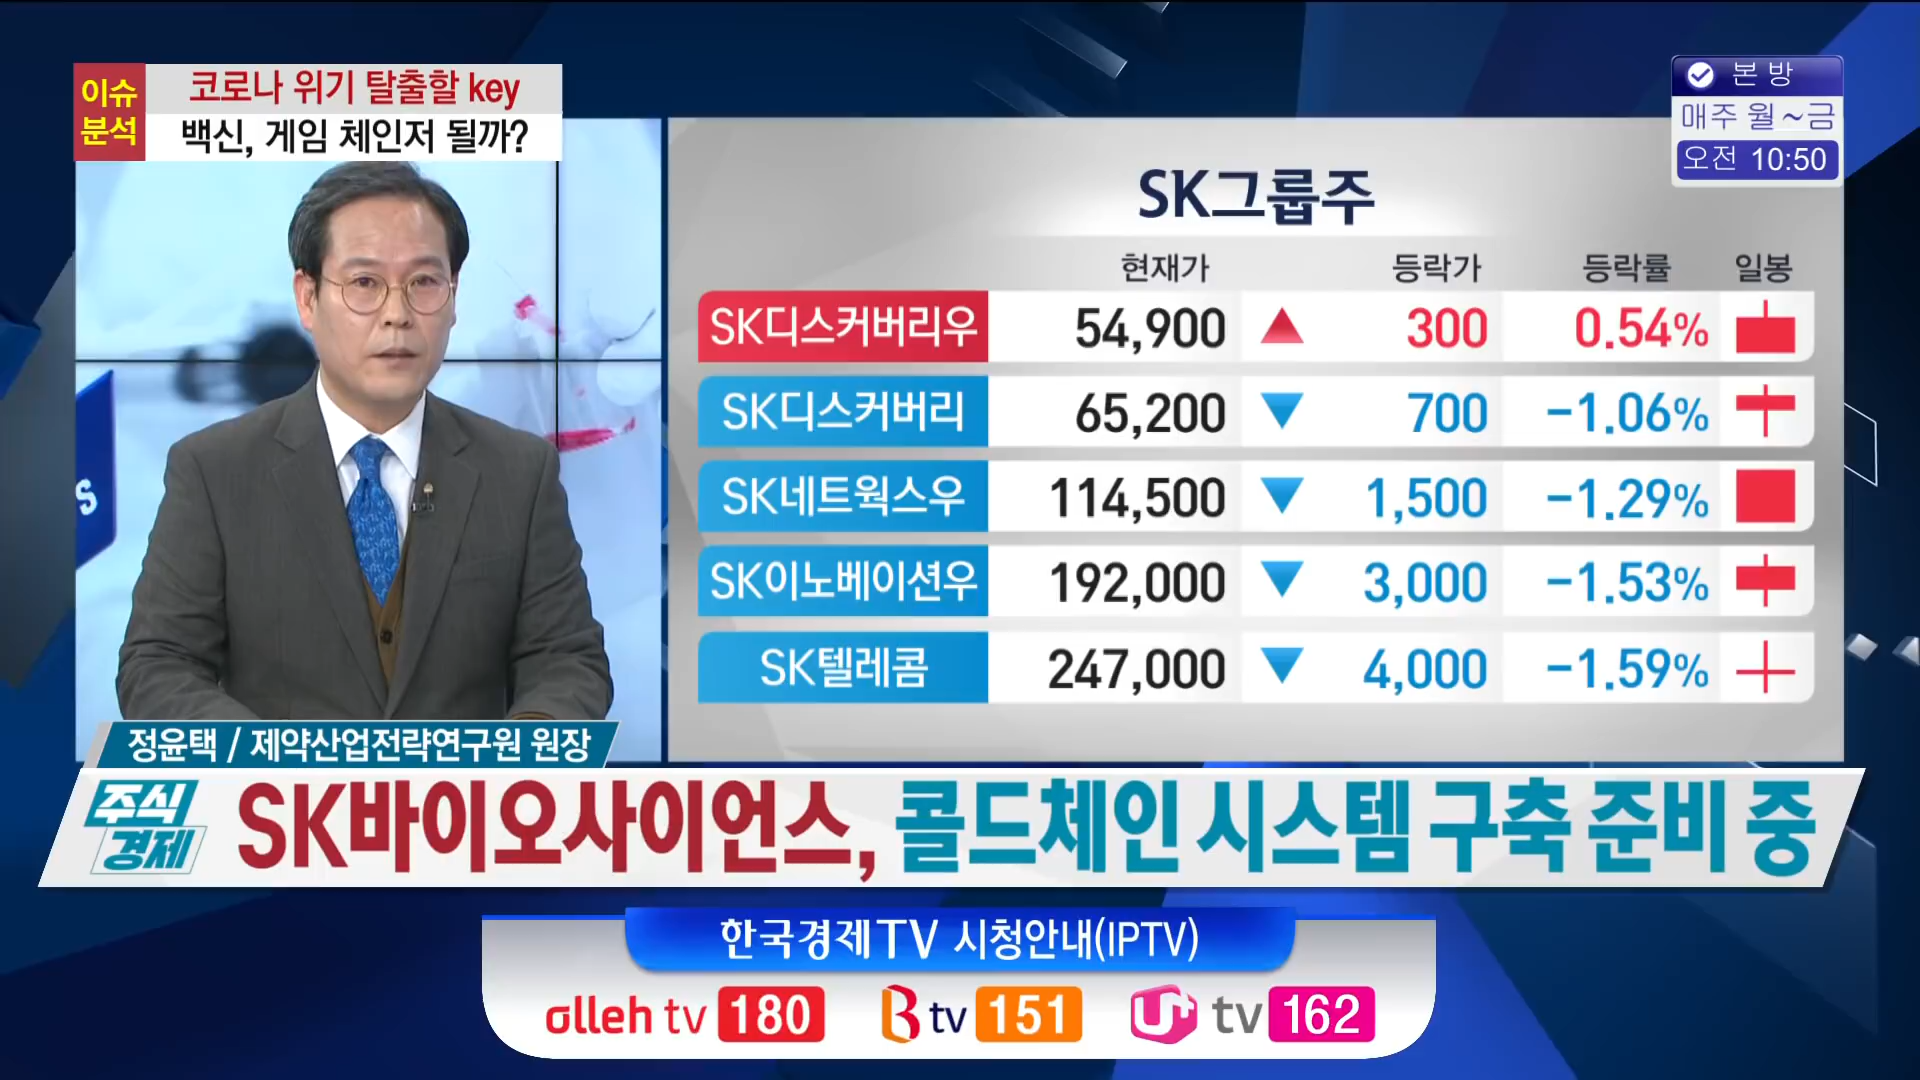 이슈
분석
코로나 위기 탈출할 key
백신, 게임 체인저 될까?
본 방
매주 월~금
오전 10:50
SK그룹주
현재가 등락가 등락률 일봉
SK디스커버리우 54,900 ▲ 300 0.54%
SK디스커버리 65,200 ▼ 700 -1.06%
SK네트웍스우 114,500 ▼ 1,500 -1.29%
SK이노베이션우 192,000 ▼ 3,000 -1.53%
SK텔레콤 247,000 ▼ 4,000 -1.59%
S
정윤택 / 제약산업전략연구원 원장
주식
경제
SK바이오사이언스, 콜드체인 시스템 구축 준비 중
한국경제TV 시청안내(IPTV)
olleh tv 180 B tv 151 U+ tv 162